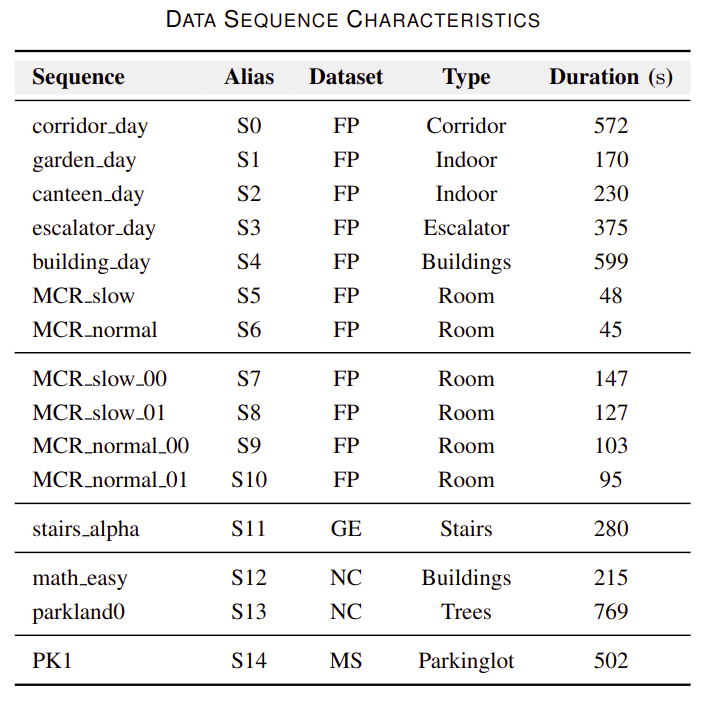 DATA SEQUENCE CHARACTERISTICS
Sequence Alias Dataset Type Duration (s)
corridor_day S0 FP Corridor 572
garden_day S1 FP Indoor 170
canteen_day S2 FP Indoor 230
escalator_day S3 FP Escalator 375
building_day S4 FP Buildings 599
MCR_slow S5 FP Room 48
MCR_normal S6 FP Room 45
MCR_slow_00 S7 FP Room 147
MCR_slow_01 S8 FP Room 127
MCR_normal_00 S9 FP Room 103
MCR_normal_01 S10 FP Room 95
stairs_alpha S11 GE Stairs 280
math_easy S12 NC Buildings 215
parkland0 S13 NC Trees 769
PK1 S14 MS Parkinglot 502